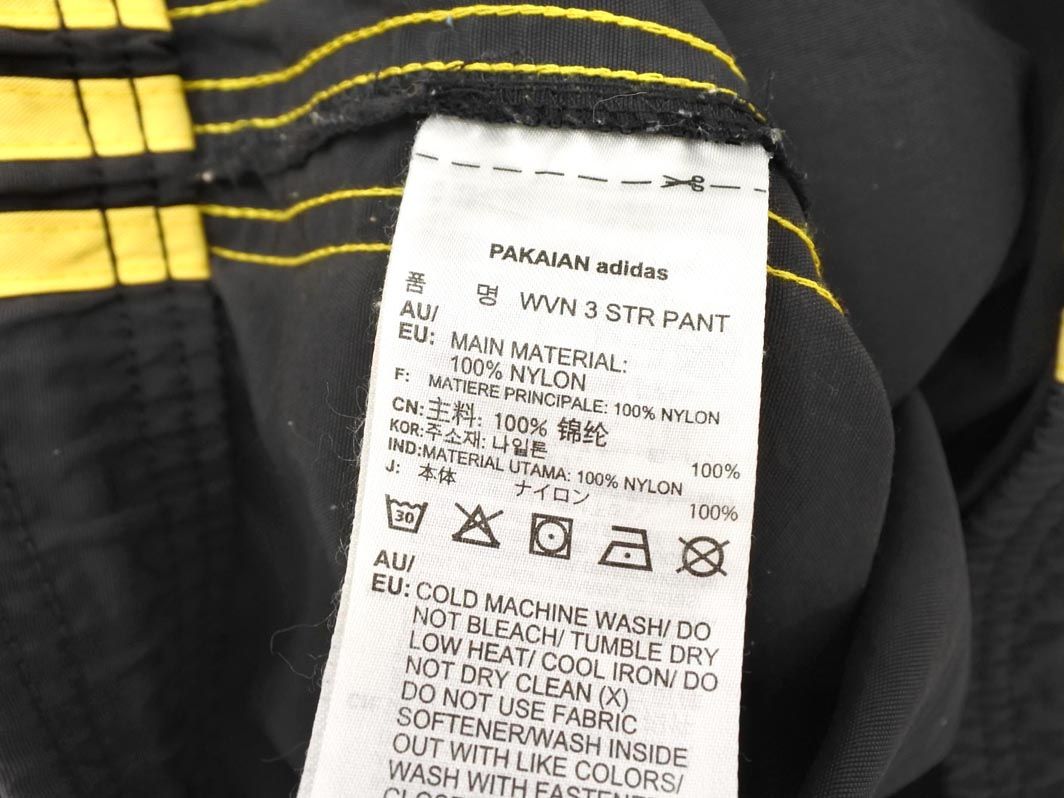 PAKAIAN adidas
품 명 WVN 3 STR PANT
AU/
EU: MAIN MATERIAL:
100% NYLON
F: MATIERE PRINCIPALE: 100% NYLON
CN: 主料: 100% 锦纶
KOR: 주소재: 나일론 100%
IND: MATERIAL UTAMA: 100% NYLON
J: 本体 ナイロン 100%
30
AU/
EU: COLD MACHINE WASH/ DO
NOT BLEACH/ TUMBLE DRY
LOW HEAT/ COOL IRON/ DO
NOT DRY CLEAN (X)
DO NOT USE FABRIC
SOFTENER/WASH INSIDE
OUT WITH LIKE COLORS/
WASH WITH FASTENERS